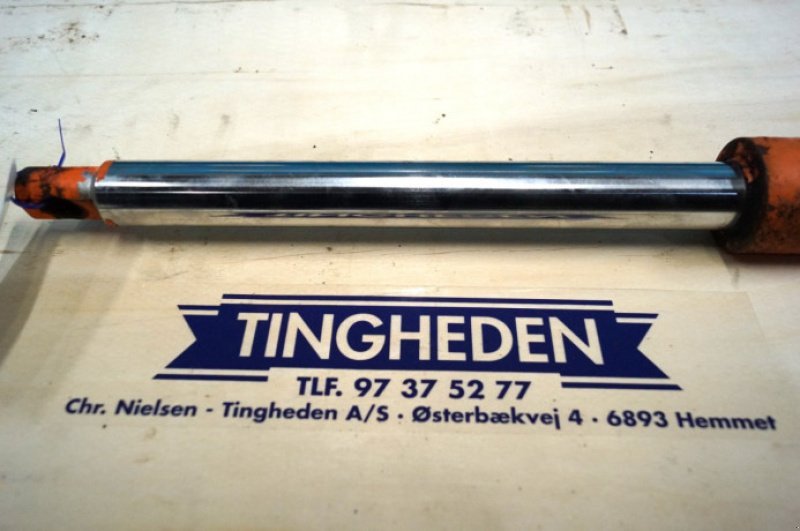 TINGHEDEN
TLF. 97 37 52 77
Chr. Nielsen - Tingheden A/S · Østerbækvej 4 · 6893 Hemmet